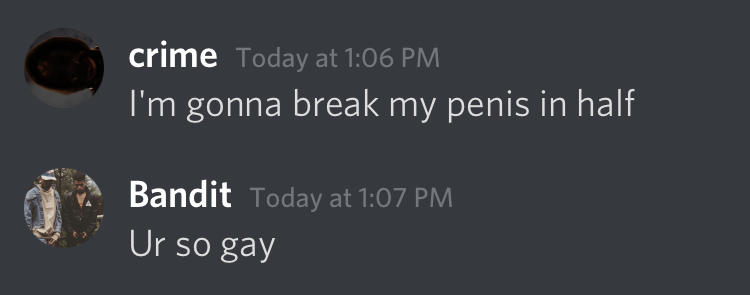 crime Today at 1:06 PM
I'm gonna break my penis in half
Bandit Today at 1:07 PM
Ur so gay